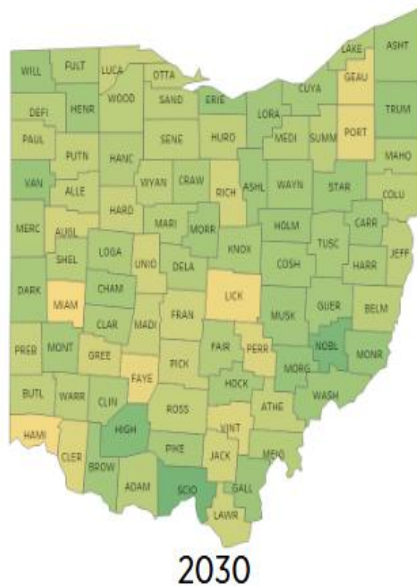 LAKE ASHT
WILL FULT LUCA OTTA CUYA GEAU
WOOD SAND ERIE TRUM
DEFI HENR LORA PORT
PAUL SENE HURO MEDI SUMM
PUTN HANC MAHO
VAN WYAN CRAW RICH ASHL WAYN STAR COLU
ALLE
HARD MARI CARR
MERC AUGL MORR HOLM
LOGA KNOX TUSC JEFF
SHEL UNIO DELA COSH HARR
DARK CHAM
MIAM LICK GUER BELM
CLAR MADI FRAN MUSK
PREB MONT FAIR PERR NOBL MONR
GREE PICK MORG
FAYE HOCK
BUTL WARR CLIN WASH
ROSS ATHE
HAMI HIGH VINT
CLER PIKE JACK MEIG
BROW ADAM SCIO GALL
LAWR
2030